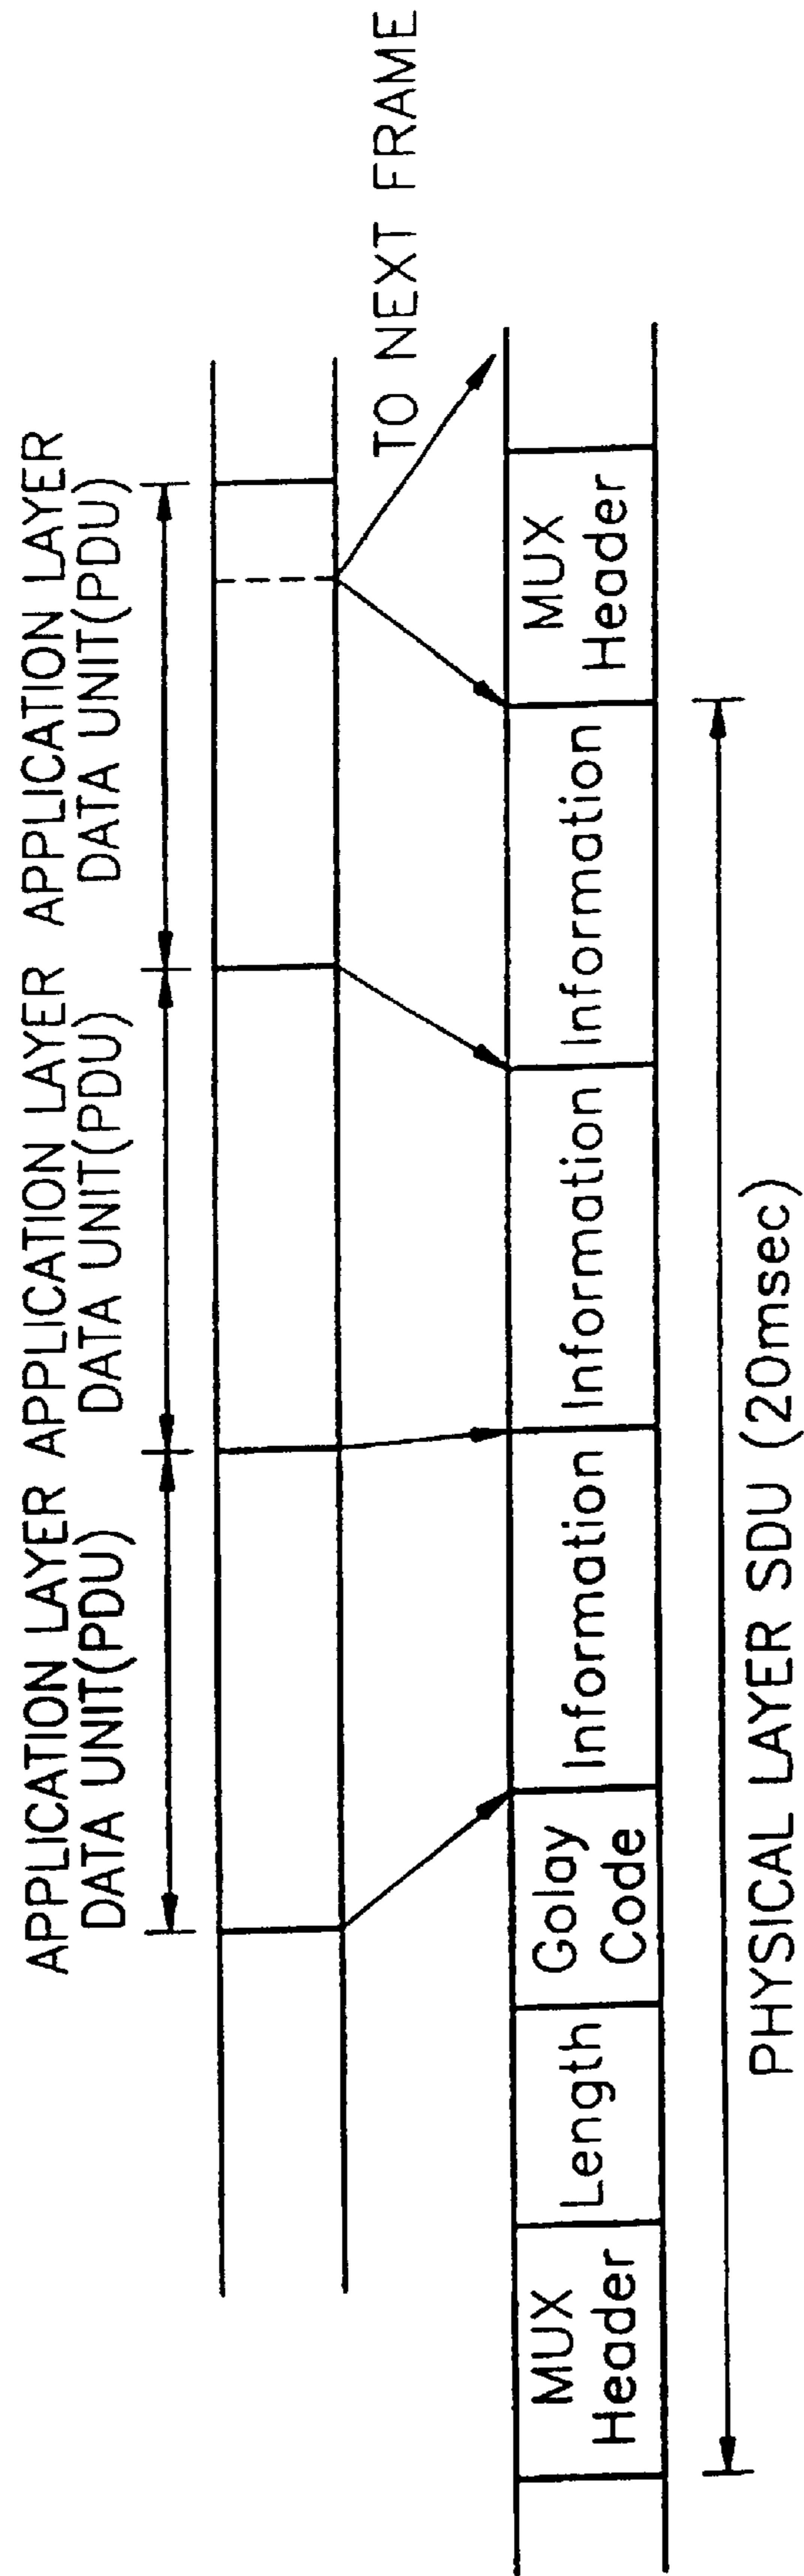 APPLICATION LAYER
DATA UNIT(PDU)
APPLICATION LAYER
DATA UNIT(PDU)
APPLICATION LAYER
DATA UNIT(PDU)
TO NEXT FRAME
MUX
Header
Length
Golay
Code
Information
Information
Information
MUX
Header
PHYSICAL LAYER SDU (20msec)